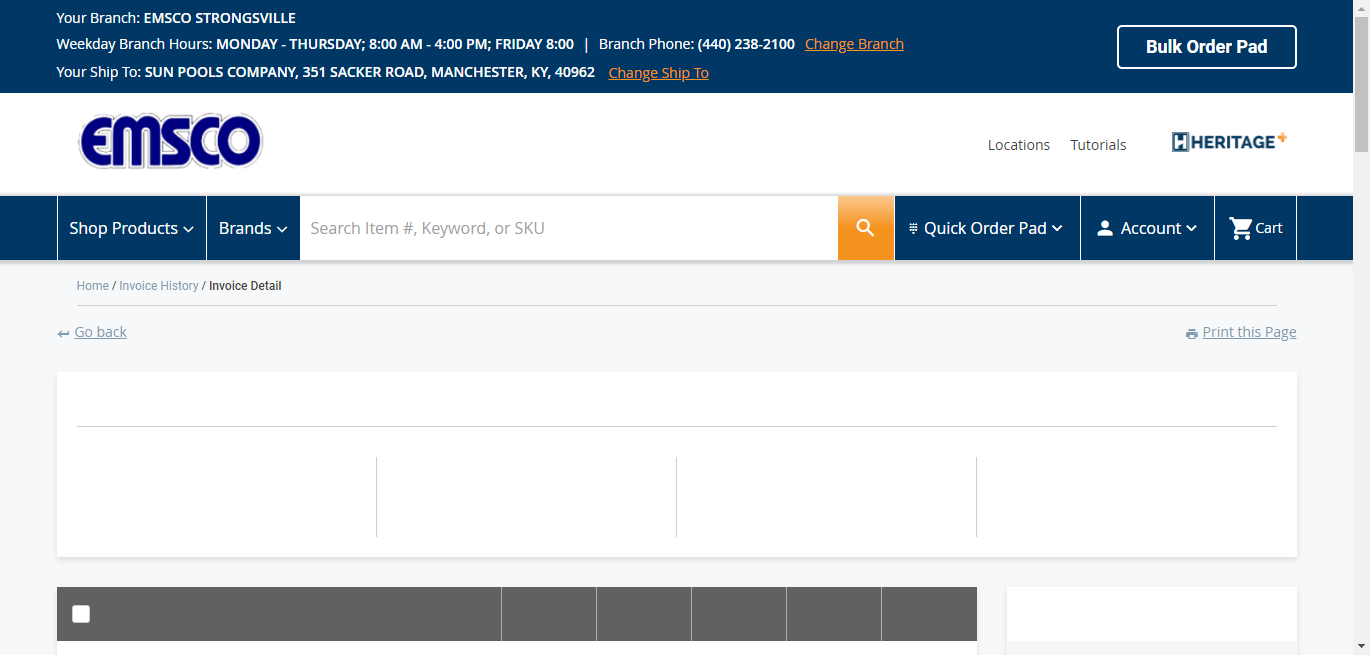 Your Branch: EMSCO STRONGSVILLE
Weekday Branch Hours: MONDAY - THURSDAY; 8:00 AM - 4:00 PM; FRIDAY 8:00 | Branch Phone: (440) 238-2100 Change Branch
Your Ship To: SUN POOLS COMPANY, 351 SACKER ROAD, MANCHESTER, KY, 40962 Change Ship To
Bulk Order Pad
EMSCO
Locations Tutorials
HERITAGE+
Shop Products Brands Search Item #, Keyword, or SKU Quick Order Pad Account Cart
Home / Invoice History / Invoice Detail
Go back
Print this Page